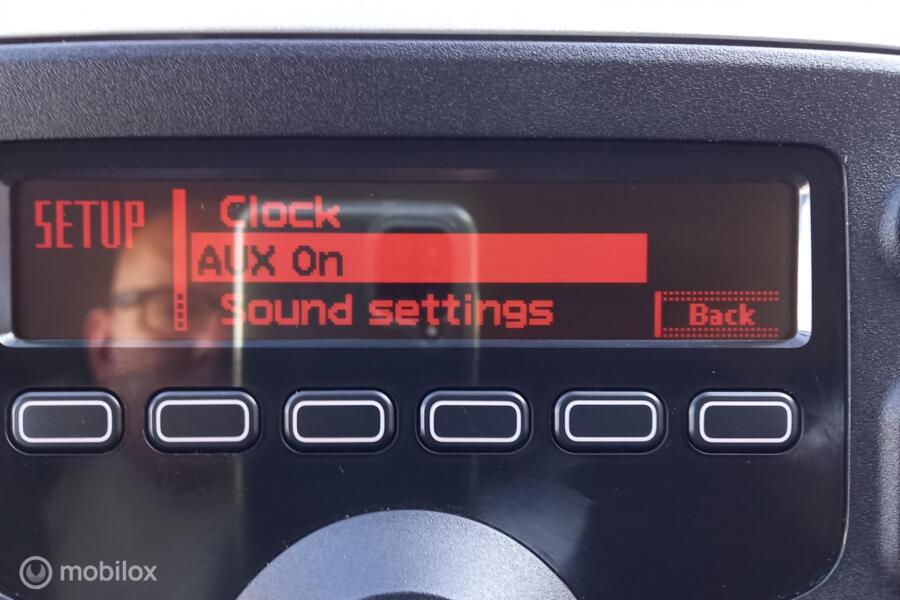 SETUP
Clock
AUX On
Sound settings
Back
mobilox